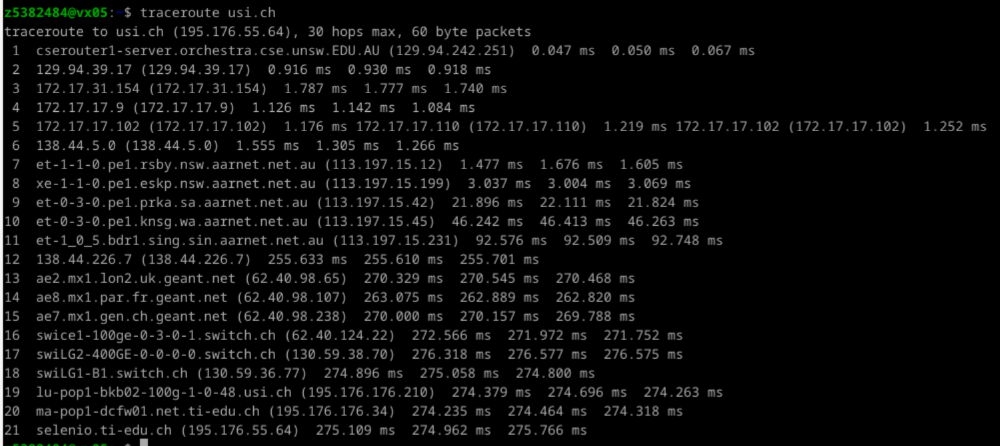 z5382484@vx05:~$ traceroute usi.ch
traceroute to usi.ch (195.176.55.64), 30 hops max, 60 byte packets
 1  cserouter1-server.orchestra.cse.unsw.EDU.AU (129.94.242.251)  0.047 ms  0.050 ms  0.067 ms
 2  129.94.39.17 (129.94.39.17)  0.916 ms  0.930 ms  0.918 ms
 3  172.17.31.154 (172.17.31.154)  1.787 ms  1.777 ms  1.740 ms
 4  172.17.17.9 (172.17.17.9)  1.126 ms  1.142 ms  1.084 ms
 5  172.17.17.102 (172.17.17.102)  1.176 ms 172.17.17.110 (172.17.17.110)  1.219 ms 172.17.17.102 (172.17.17.102)  1.252 ms
 6  138.44.5.0 (138.44.5.0)  1.555 ms  1.305 ms  1.266 ms
 7  et-1-1-0.pe1.rsby.nsw.aarnet.net.au (113.197.15.12)  1.477 ms  1.676 ms  1.605 ms
 8  xe-1-1-0.pe1.eskp.nsw.aarnet.net.au (113.197.15.199)  3.037 ms  3.004 ms  3.069 ms
 9  et-0-3-0.pe1.prka.sa.aarnet.net.au (113.197.15.42)  21.896 ms  22.111 ms  21.824 ms
10  et-0-3-0.pe1.knsg.wa.aarnet.net.au (113.197.15.45)  46.242 ms  46.413 ms  46.263 ms
11  et-1_0_5.bdr1.sing.sin.aarnet.net.au (113.197.15.231)  92.576 ms  92.509 ms  92.748 ms
12  138.44.226.7 (138.44.226.7)  255.633 ms  255.610 ms  255.701 ms
13  ae2.mx1.lon2.uk.geant.net (62.40.98.65)  270.329 ms  270.545 ms  270.468 ms
14  ae8.mx1.par.fr.geant.net (62.40.98.107)  263.075 ms  262.889 ms  262.820 ms
15  ae7.mx1.gen.ch.geant.net (62.40.98.238)  270.000 ms  270.157 ms  269.788 ms
16  swice1-100ge-0-3-0-1.switch.ch (62.40.124.22)  272.566 ms  271.972 ms  271.752 ms
17  swiLG2-400GE-0-0-0-0.switch.ch (130.59.38.70)  276.318 ms  276.577 ms  276.575 ms
18  swiLG1-B1.switch.ch (130.59.36.77)  274.896 ms  275.058 ms  274.800 ms
19  lu-pop1-bkb02-100g-1-0-48.usi.ch (195.176.176.210)  274.379 ms  274.696 ms  274.263 ms
20  ma-pop1-dcfw01.net.ti-edu.ch (195.176.176.34)  274.235 ms  274.464 ms  274.318 ms
21  selenio.ti-edu.ch (195.176.55.64)  275.109 ms  274.962 ms  275.766 ms